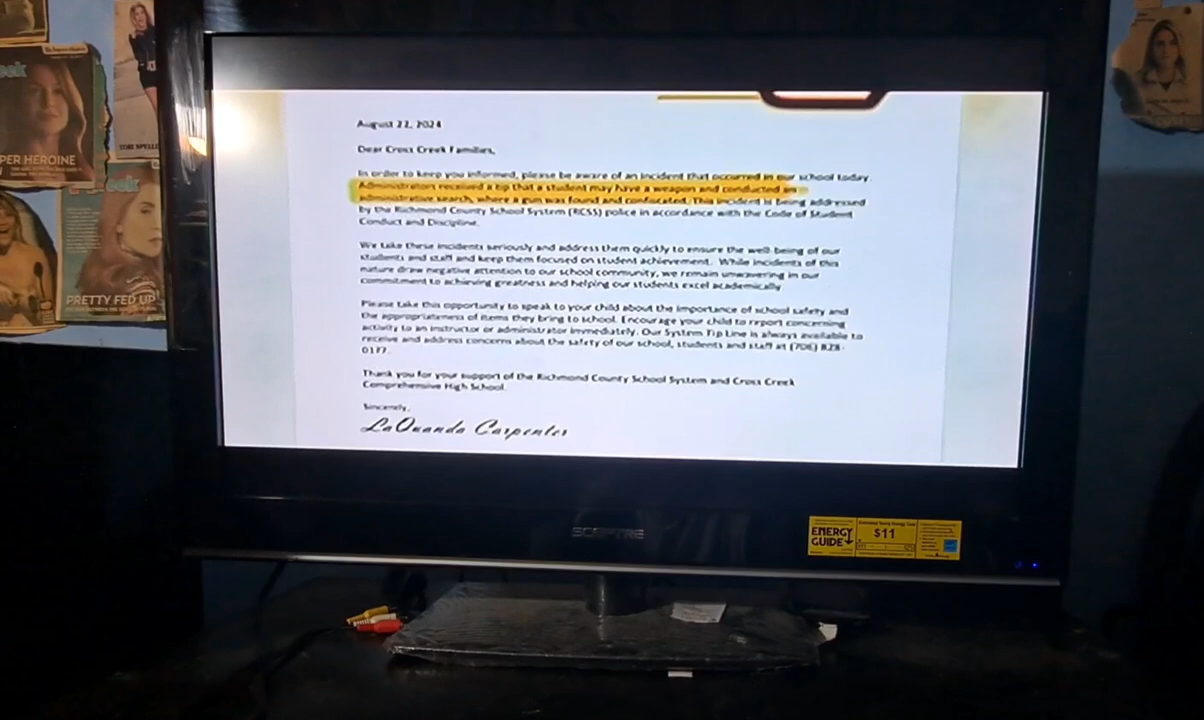 August 22, 2024
Dear Cross Creek Families,
In order to keep you informed, please be aware of an incident that occurred in our school today.
Administrators received a tip that a student may have a weapon and conducted an
administrative search, where a gun was found and confiscated. This incident is being addressed
by the Richmond County School System (RCSS) police in accordance with the Code of Student
Conduct and Discipline.
We take these incidents seriously and address them quickly to ensure the well-being of our
students and staff and keep them focused on student achievement. While incidents of this
nature draw negative attention to our school community, we remain unwavering in our
commitment to achieving greatness and helping our students excel academically.
Please take this opportunity to speak to your child about the importance of school safety and
the appropriateness of items they bring to school. Encourage your child to report concerning
activity to an instructor or administrator immediately. Our System Tip Line is always available to
receive and address concerns about the safety of our school, students and staff at (706) 828-
0177.
Thank you for your support of the Richmond County School System and Cross Creek
Comprehensive High School.
Sincerely,
LaQuanda Carpenter
SCEPTRE
ENERGY
GUIDE
Estimated Yearly Energy Cost
$11
eek
PER HEROINE
TORI SPELLI
eek
PRETTY FED UP